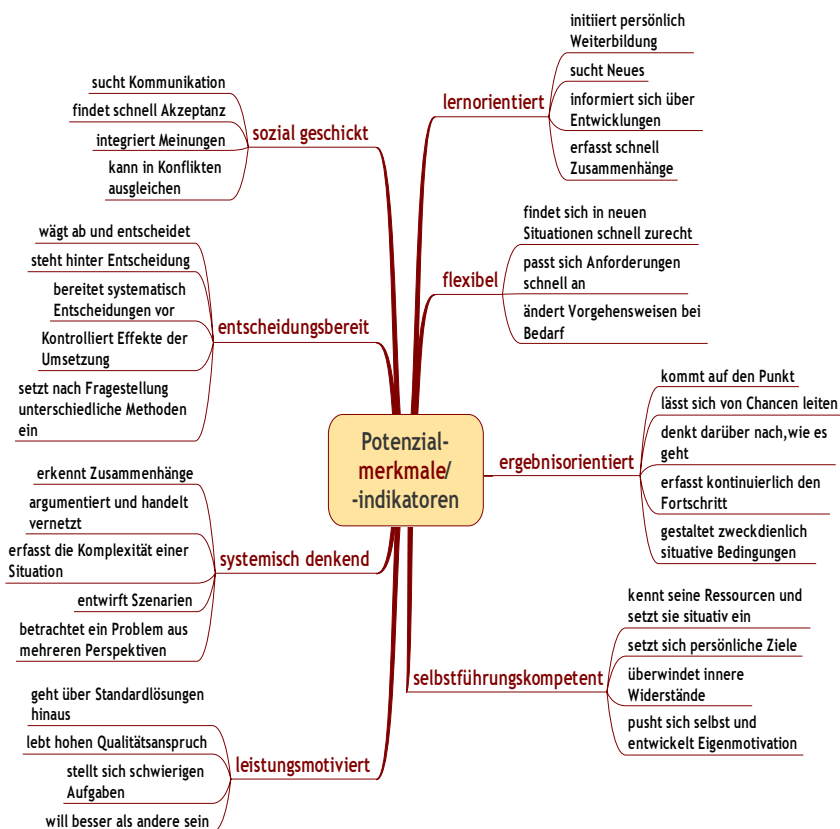 Potenzial-
merkmale/
-indikatoren
lernorientiert
initiiert persönlich
Weiterbildung
sucht Neues
informiert sich über
Entwicklungen
erfasst schnell
Zusammenhänge
flexibel
findet sich in neuen
Situationen schnell zurecht
passt sich Anforderungen
schnell an
ändert Vorgehensweisen bei
Bedarf
ergebnisorientiert
kommt auf den Punkt
lässt sich von Chancen leiten
denkt darüber nach,wie es
geht
erfasst kontinuierlich den
Fortschritt
gestaltet zweckdienlich
situative Bedingungen
selbstführungskompetent
kennt seine Ressourcen und
setzt sie situativ ein
setzt sich persönliche Ziele
überwindet innere
Widerstände
pusht sich selbst und
entwickelt Eigenmotivation
sozial geschickt
sucht Kommunikation
findet schnell Akzeptanz
integriert Meinungen
kann in Konflikten
ausgleichen
entscheidungsbereit
wägt ab und entscheidet
steht hinter Entscheidung
bereitet systematisch
Entscheidungen vor
Kontrolliert Effekte der
Umsetzung
setzt nach Fragestellung
unterschiedliche Methoden
ein
systemisch denkend
erkennt Zusammenhänge
argumentiert und handelt
vernetzt
erfasst die Komplexität einer
Situation
entwirft Szenarien
betrachtet ein Problem aus
mehreren Perspektiven
leistungsmotiviert
geht über Standardlösungen
hinaus
lebt hohen Qualitätsanspruch
stellt sich schwierigen
Aufgaben
will besser als andere sein